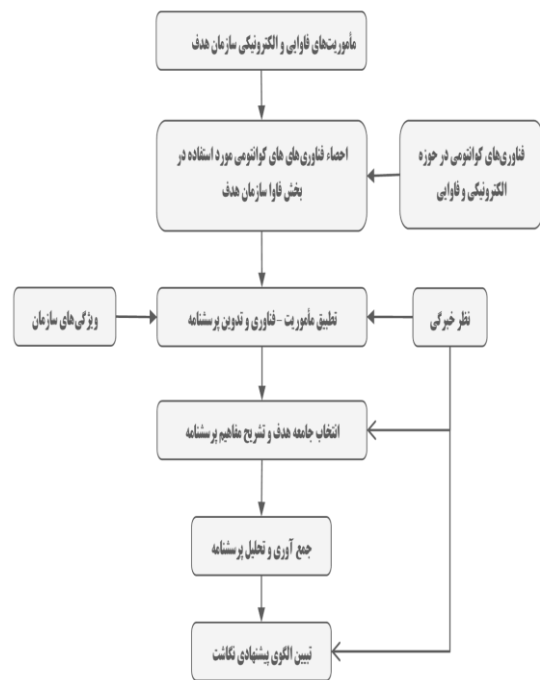 مأموریت‌های فاوایی و الکترونیکی سازمان هدف
احصاء فناوری‌های های کوانتومی مورد استفاده در
بخش فاوا سازمان هدف
فناوری‌های کوانتومی در حوزه
الکترونیکی و فاوایی
ویژگی‌های سازمان
تطبیق مأموریت – فناوری و تدوین پرسشنامه
نظر خبرگی
انتخاب جامعه هدف و تشریح مفاهیم پرسشنامه
جمع آوری و تحلیل پرسشنامه
تبیین الگوی پیشنهادی نگاشت